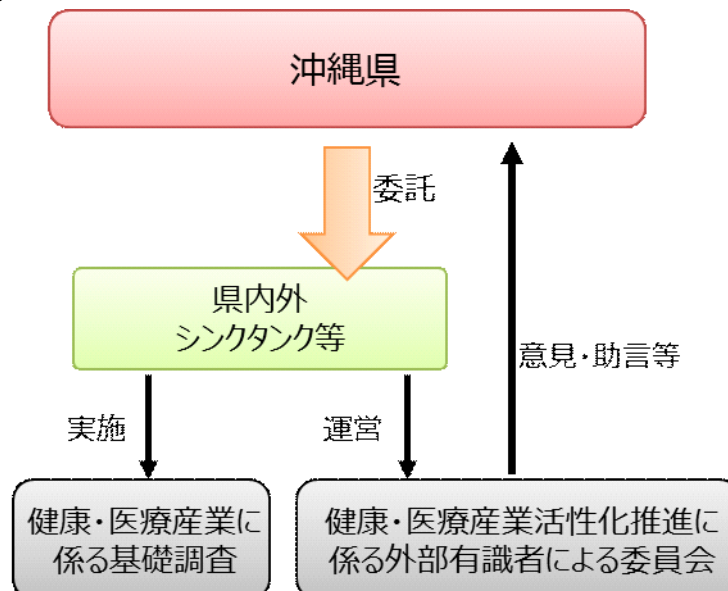 沖縄県
委託
県内外
シンクタンク等
意見・助言等
実施
運営
健康・医療産業に
係る基礎調査
健康・医療産業活性化推進に
係る外部有識者による委員会